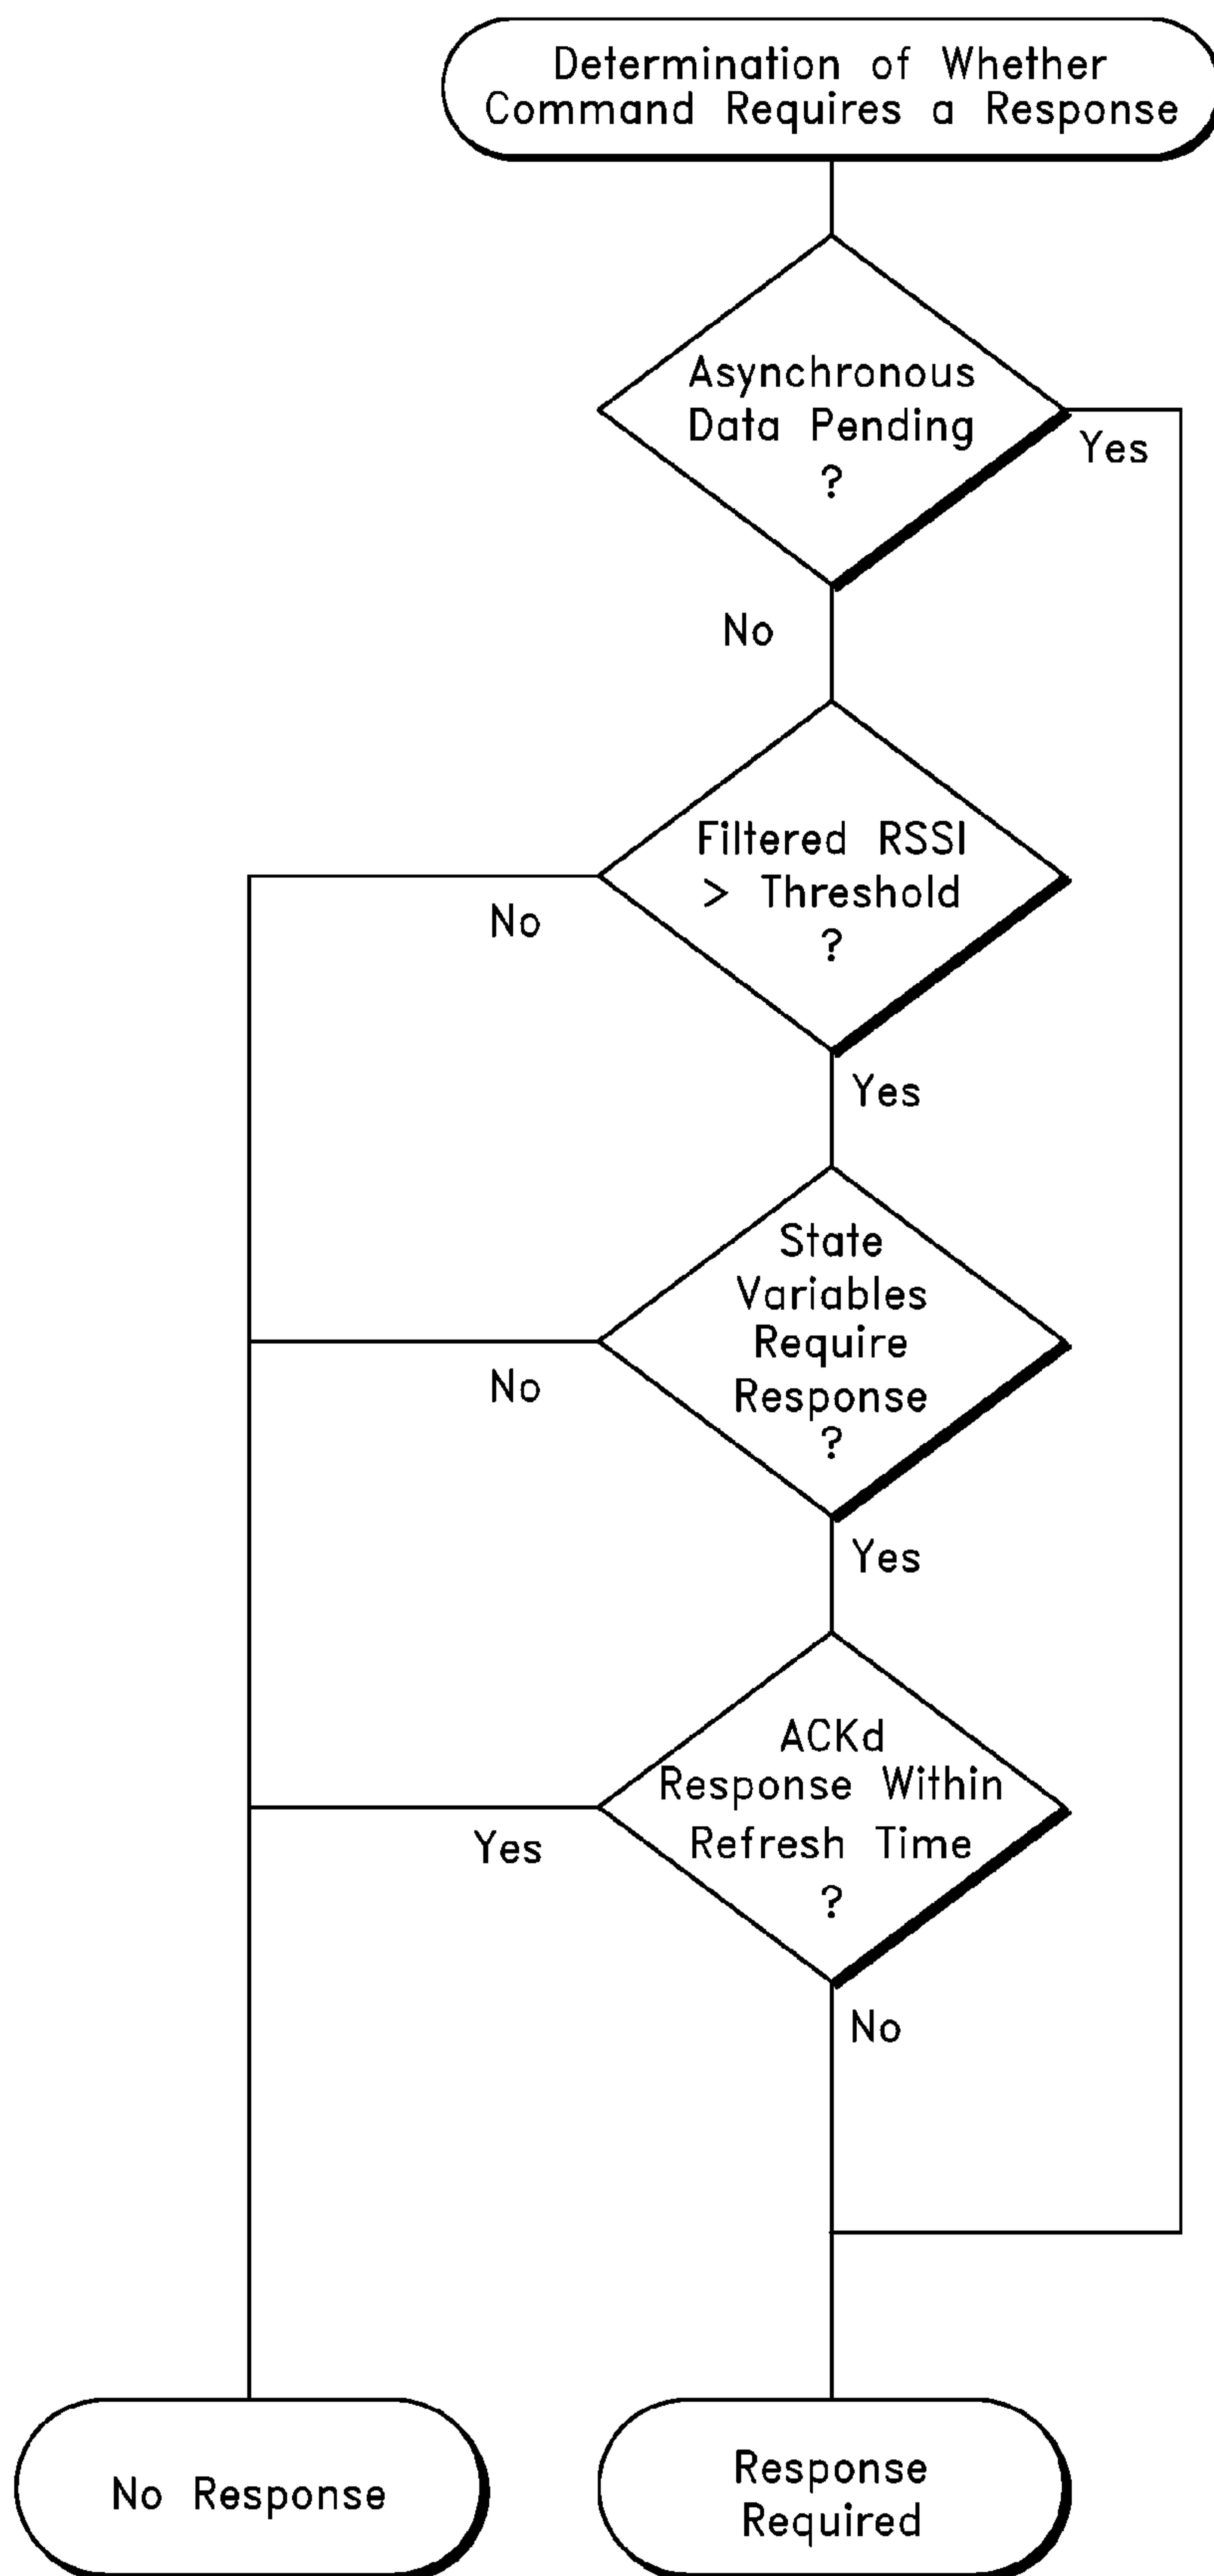 Determination of Whether
Command Requires a Response
Asynchronous
Data Pending
?
Yes
No
Filtered RSSI
> Threshold
?
No
Yes
State
Variables
Require
Response
?
No
Yes
ACKd
Response Within
Refresh Time
?
Yes
No
No Response
Response
Required